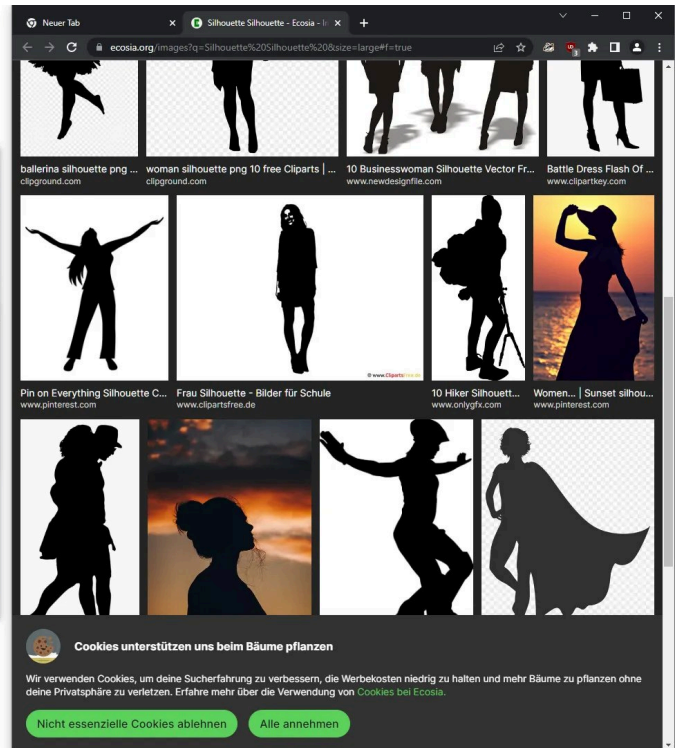 Neuer Tab
Silhouette Silhouette - Ecosia - In
ecosia.org/images?q=Silhouette%20Silhouette%20&size=large#f=true
ballerina silhouette png ...
woman silhouette png 10 free Cliparts | ...
10 Businesswoman Silhouette Vector Fr...
Battle Dress Flash Of ...
clipground.com
clipground.com
www.newdesignfile.com
www.clipartkey.com
© www.ClipartsFree.de
Pin on Everything Silhouette C...
Frau Silhouette - Bilder für Schule
10 Hiker Silhouett...
Women... | Sunset silhou...
www.pinterest.com
www.clipartsfree.de
www.onlygfx.com
www.pinterest.com
Cookies unterstützen uns beim Bäume pflanzen
Wir verwenden Cookies, um deine Sucherfahrung zu verbessern, die Werbekosten niedrig zu halten und mehr Bäume zu pflanzen ohne
deine Privatsphäre zu verletzen. Erfahre mehr über die Verwendung von Cookies bei Ecosia.
Nicht essenzielle Cookies ablehnen
Alle annehmen